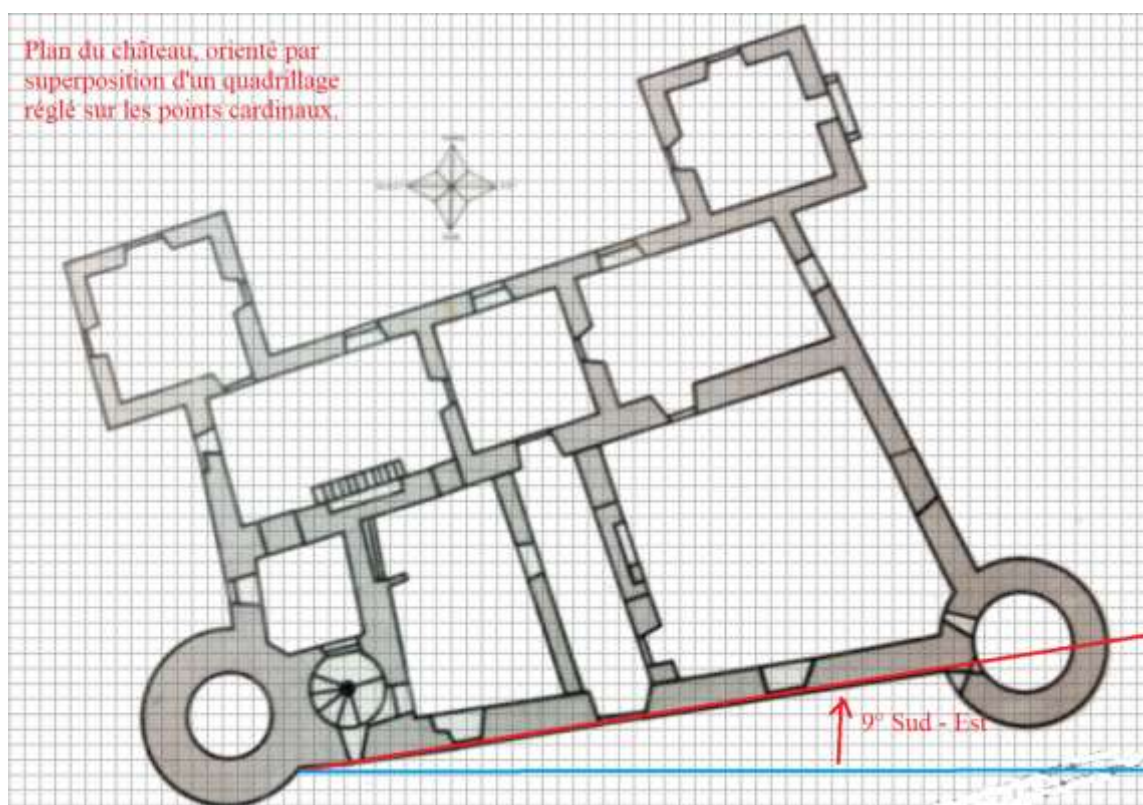 Plan du château, orienté par
superposition d'un quadrillage
réglé sur les points cardinaux.
9° Sud - Est